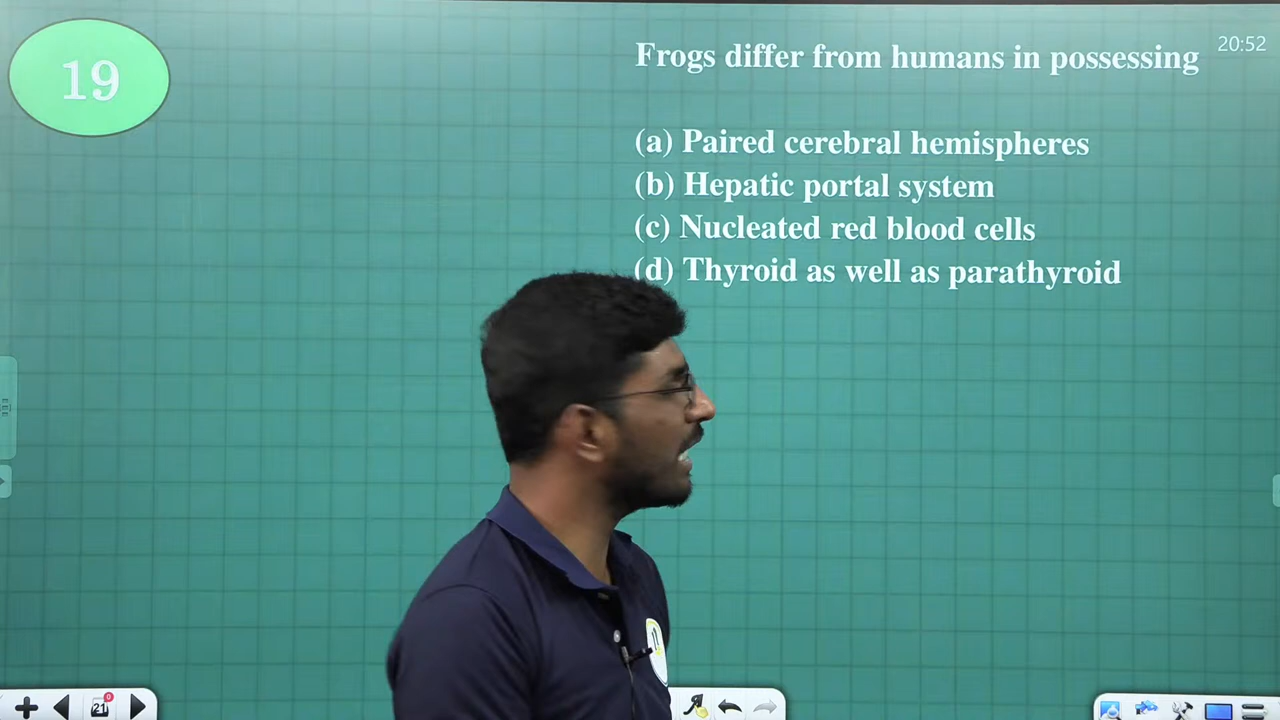 19
Frogs differ from humans in possessing
20:52
(a) Paired cerebral hemispheres
(b) Hepatic portal system
(c) Nucleated red blood cells
(d) Thyroid as well as parathyroid
21
0